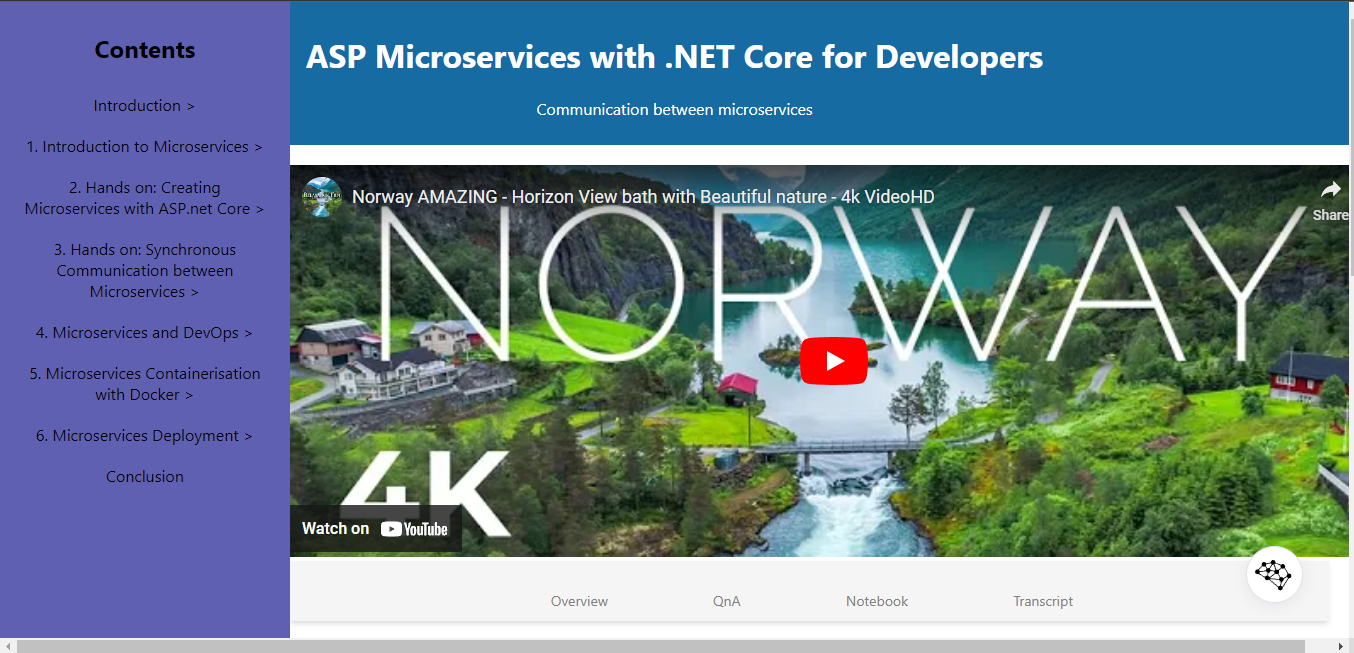 Contents
Introduction >
1. Introduction to Microservices >
2. Hands on: Creating
Microservices with ASP.net Core >
3. Hands on: Synchronous
Communication between
Microservices >
4. Microservices and DevOps >
5. Microservices Containerisation
with Docker >
6. Microservices Deployment >
Conclusion
ASP Microservices with .NET Core for Developers
Communication between microservices
Norway AMAZING - Horizon View bath with Beautiful nature - 4k VideoHD
Share
NORWAY
4K
Watch on YouTube
Overview QnA Notebook Transcript